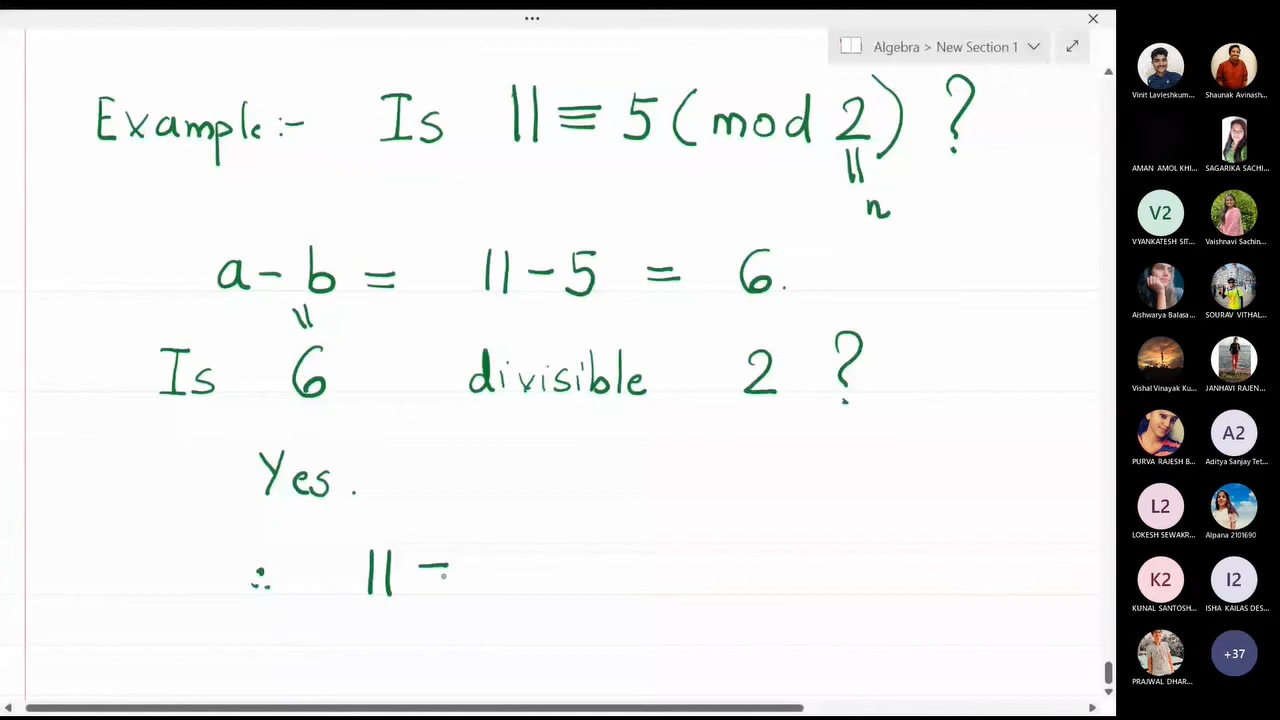 Algebra > New Section 1
Example:- Is 11 ≡ 5 (mod 2) ?
||
n
a - b = 11 - 5 = 6.
||
Is 6 divisible 2 ?
Yes.
∴ 11 =
Vinit Lavleshkum...
Shaunak Avinash...
AMAN AMOL KHI...
SAGARIKA SACHI...
V2
VYANKATESH SIT...
Vaishnavi Sachin...
Aishwarya Balasa...
SOURAV VITHAL...
Vishal Vinayak Ku...
JANHAVI RAJEN...
A2
PURVA RAJESH B...
Aditya Sanjay Tet...
L2
LOKESH SEWAKR...
Alpana 2101690
K2
I2
KUNAL SANTOSH...
ISHA KAILAS DES...
+37
PRAJWAL DHAR...